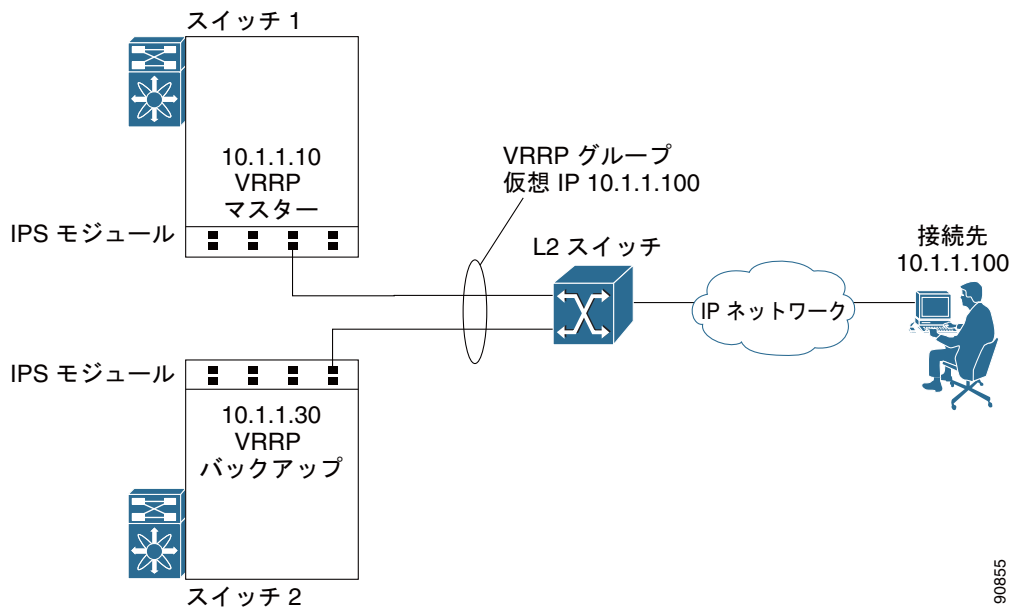 スイッチ 1
10.1.1.10
VRRP
マスター
IPS モジュール
VRRP グループ
仮想 IP 10.1.1.100
L2 スイッチ
IP ネットワーク
接続先
10.1.1.100
IPS モジュール
10.1.1.30
VRRP
バックアップ
スイッチ 2
90855